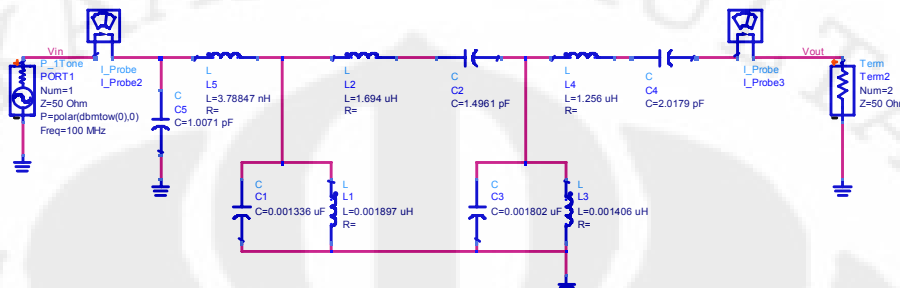 Vin
P_1Tone
PORT1
Num=1
Z=50 Ohm
P=polar(dbmtow(0),0)
Freq=100 MHz
I_Probe
I_Probe2
C
C5
C=1.0071 pF
L
L5
L=3.78847 nH
R=
L
L2
L=1.694 uH
R=
C
C2
C=1.4961 pF
L
L4
L=1.256 uH
R=
C
C4
C=2.0179 pF
I_Probe
I_Probe3
Vout
Term
Term2
Num=2
Z=50 Oh
C
C1
C=0.001336 uF
L
L1
L=0.001897 uH
R=
C
C3
C=0.001802 uF
L
L3
L=0.001406 uH
R=